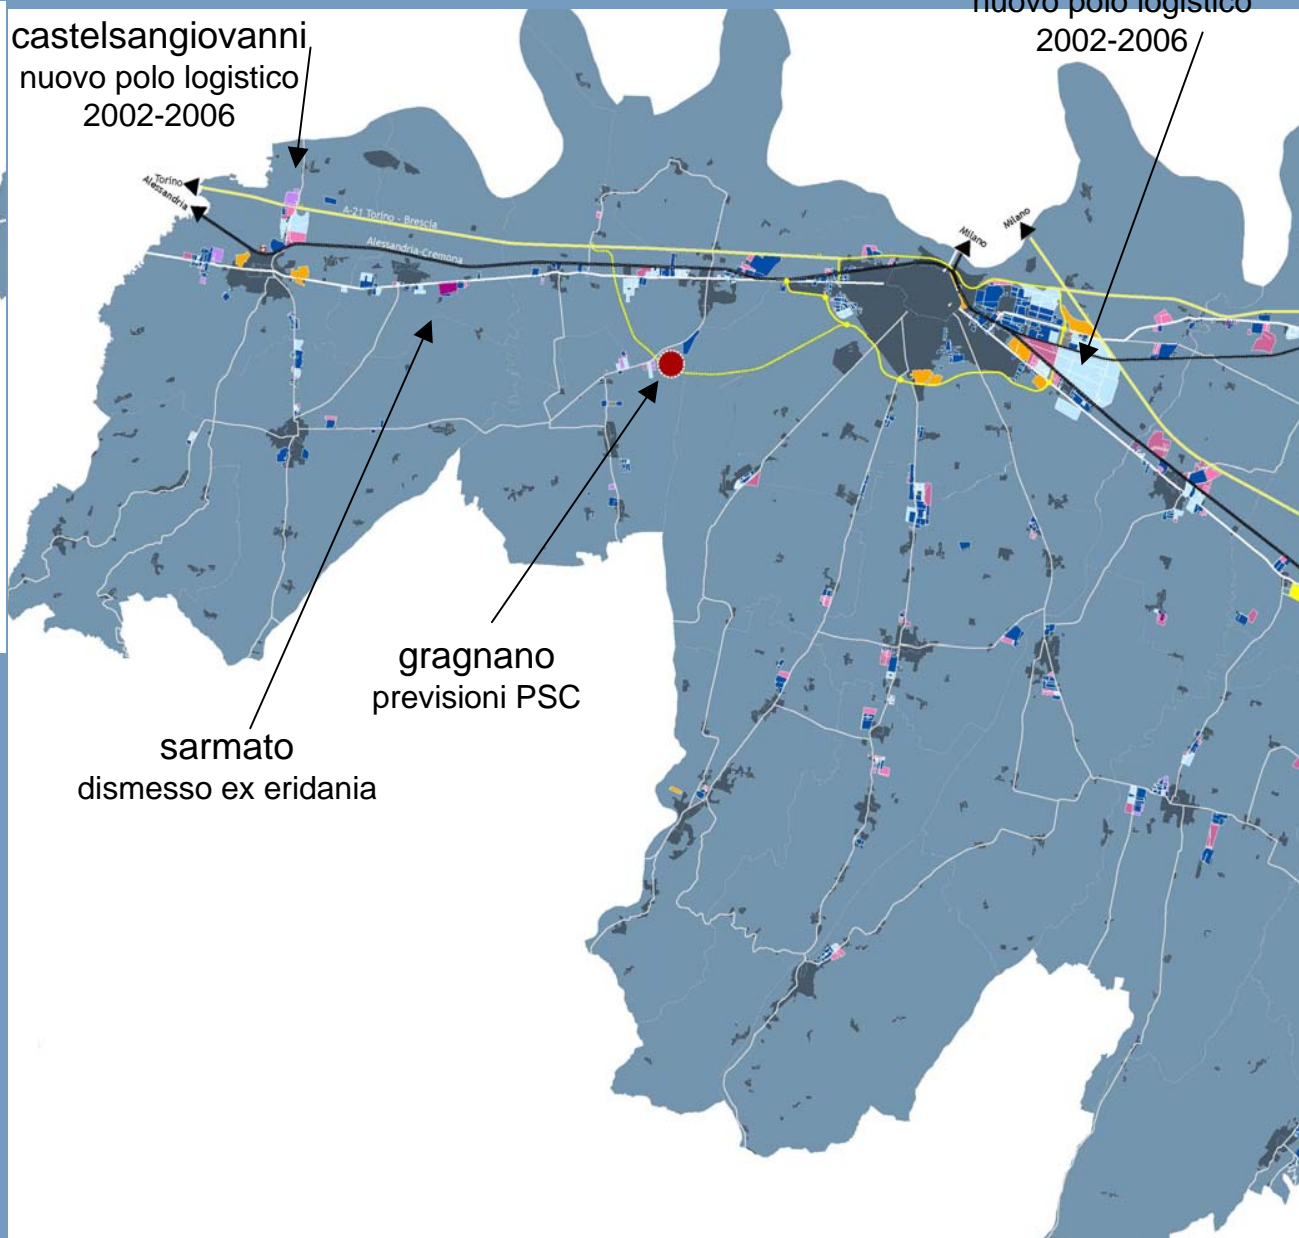 nuovo polo logistico
2002-2006
castelsangiovanni
nuovo polo logistico
2002-2006
Torino
Alessandria
A-21 Torino - Brescia
Alessandria-Cremona
Milano
Milano
gragnano
previsioni PSC
sarmato
dismesso ex eridania